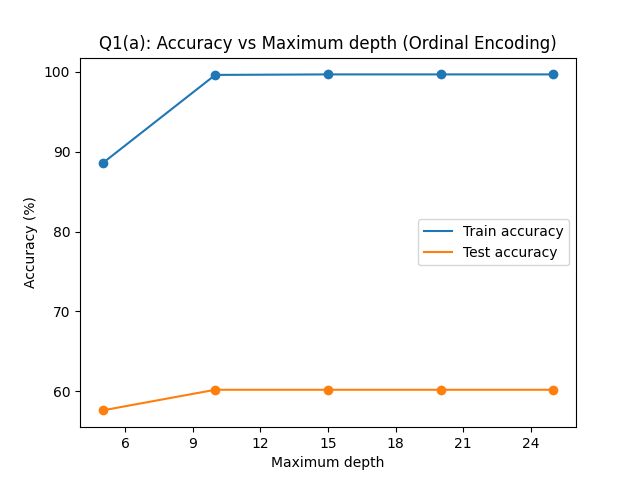 Q1(a): Accuracy vs Maximum depth (Ordinal Encoding)
100
90
80
70
60
Accuracy (%)
Train accuracy
Test accuracy
6 9 12 15 18 21 24
Maximum depth